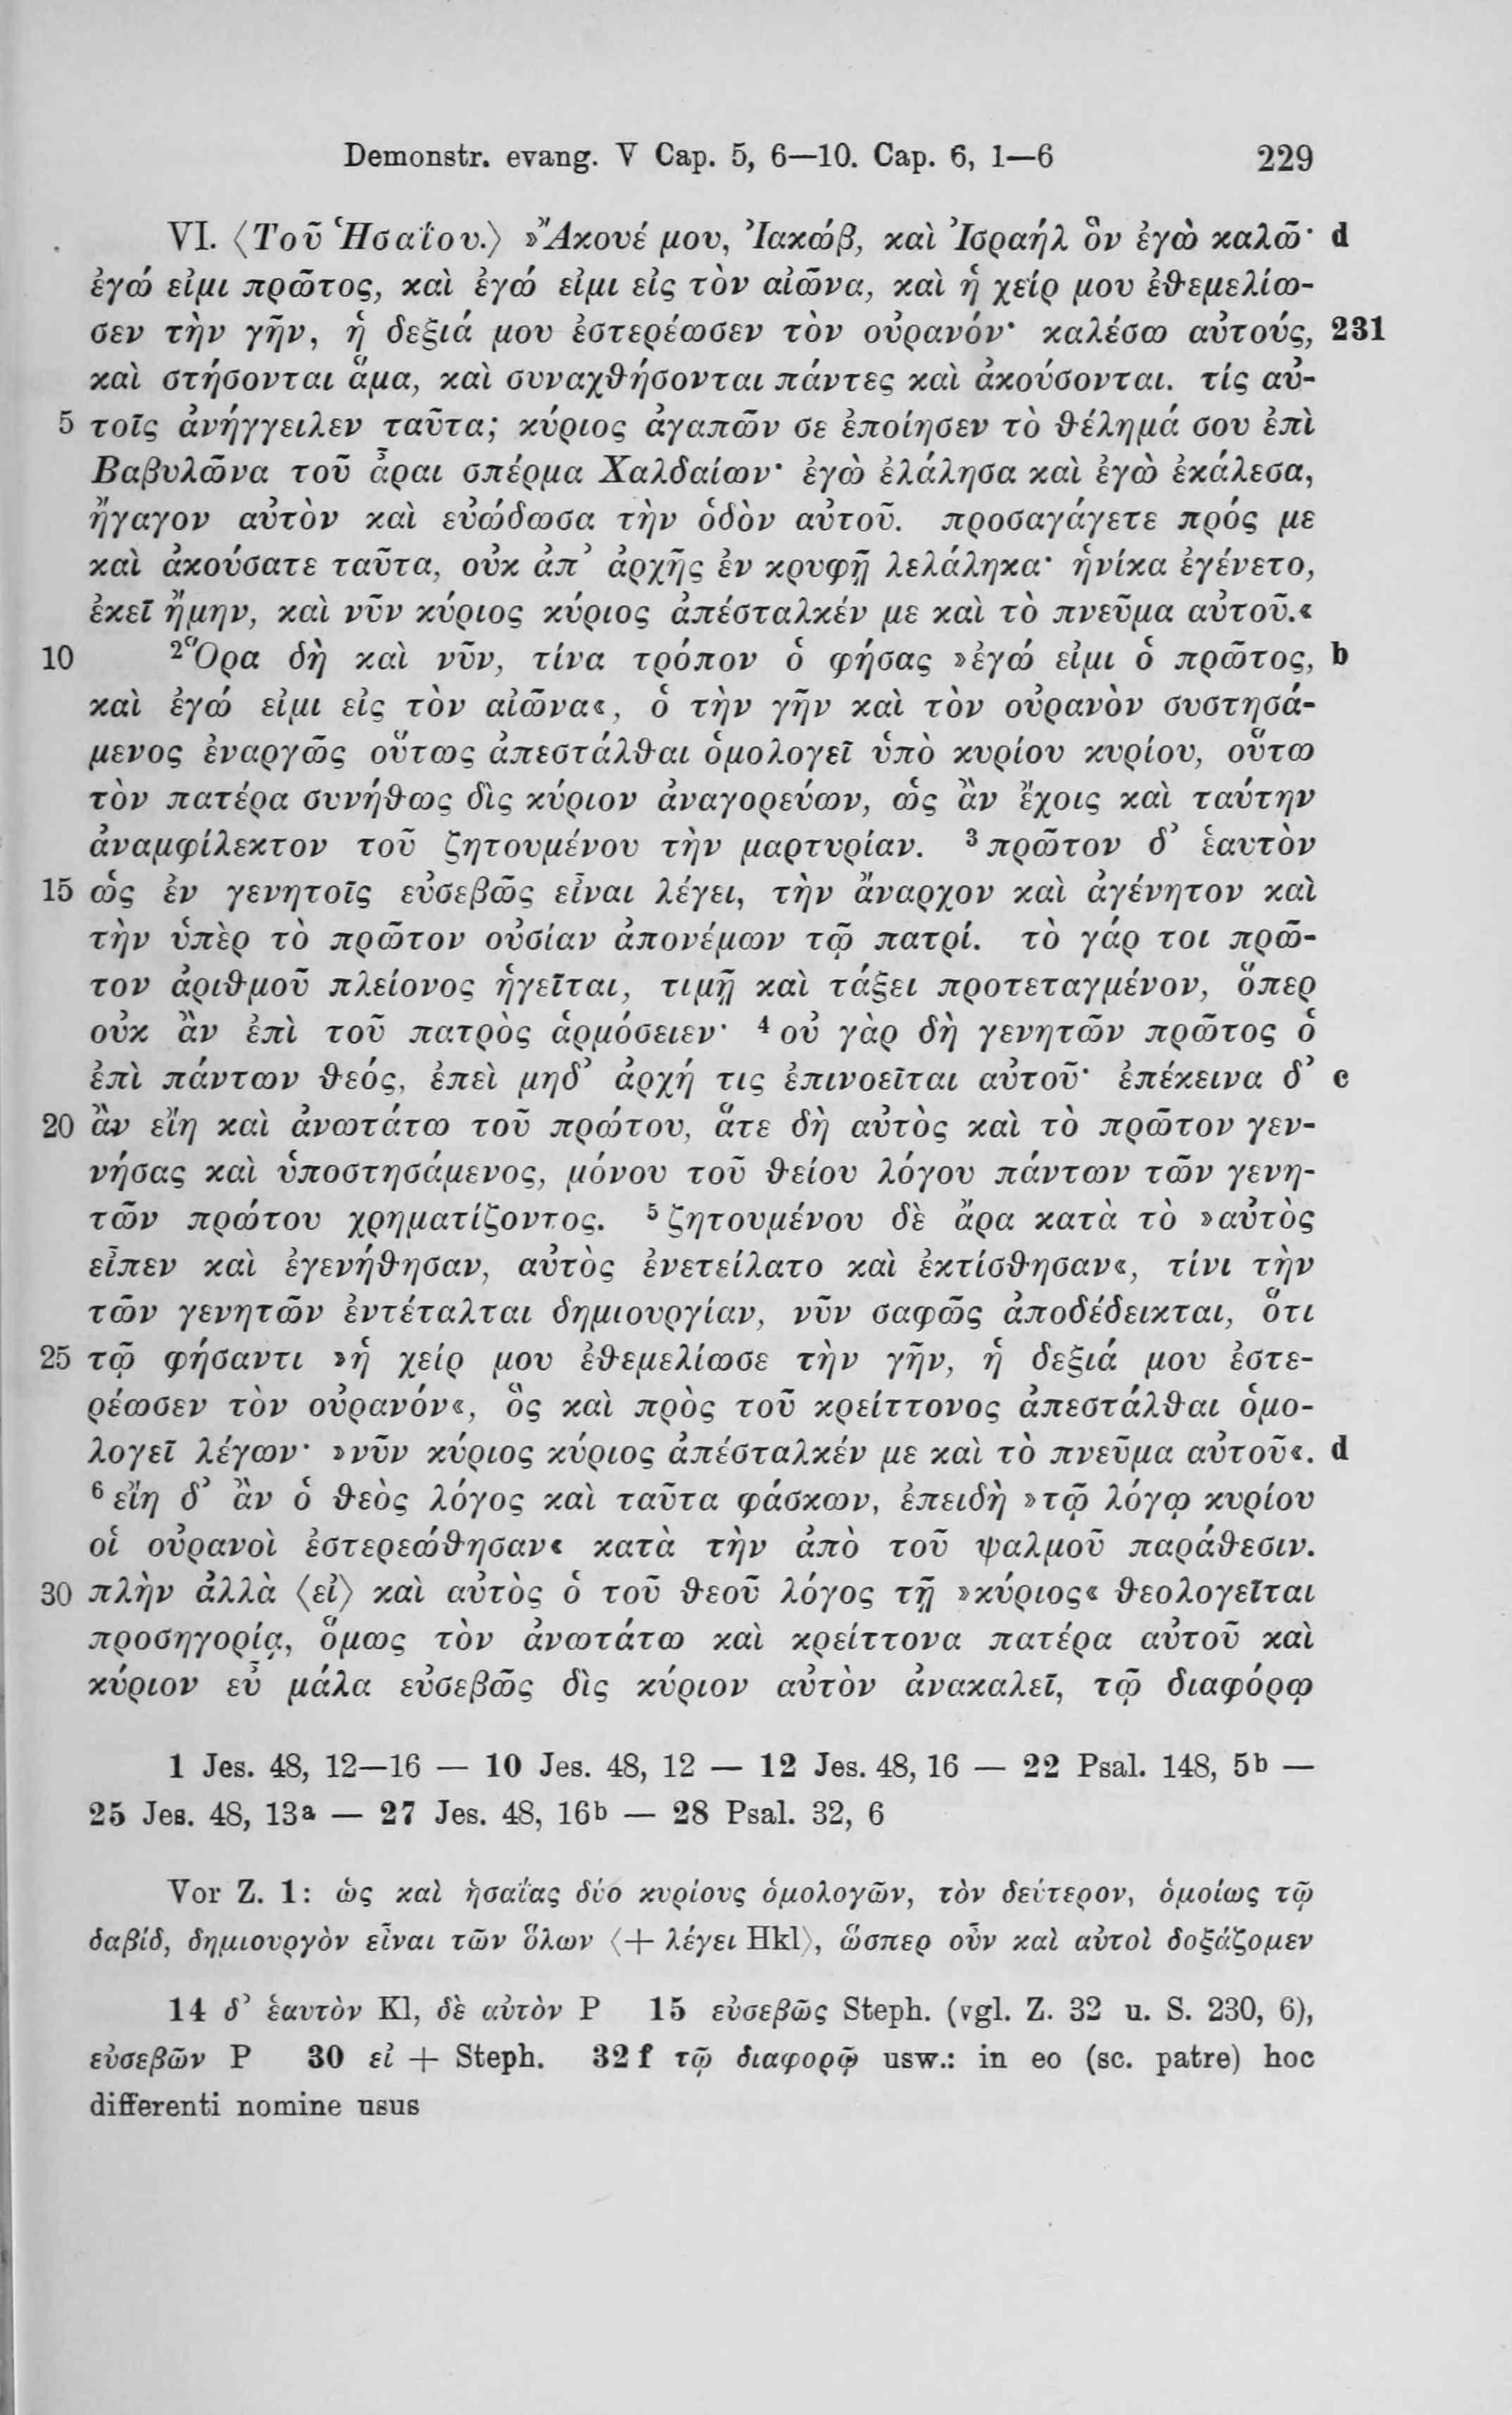 Demonstr. evang. V Cap. 5, 6—10. Cap. 6, 1—6 229
VI. ⟨Τοῦ Ἡσαΐου.⟩ »Ἄκουέ μου, Ἰακώβ, καὶ Ἰσραήλ ὃν ἐγὼ καλῶ· d
ἐγώ εἰμι πρῶτος, καὶ ἐγώ εἰμι εἰς τὸν αἰῶνα, καὶ ἡ χείρ μου ἐθεμελίω-
σεν τὴν γῆν, ἡ δεξιά μου ἐστερέωσεν τὸν οὐρανόν· καλέσω αὐτούς, 231
καὶ στήσονται ἅμα, καὶ συναχθήσονται πάντες καὶ ἀκούσονται. τίς αὐ-
5 τοῖς ἀνήγγειλεν ταῦτα; κύριος ἀγαπῶν σε ἐποίησεν τὸ θέλημά σου ἐπὶ
Βαβυλῶνα τοῦ ἆραι σπέρμα Χαλδαίων· ἐγὼ ἐλάλησα καὶ ἐγὼ ἐκάλεσα,
ἤγαγον αὐτὸν καὶ εὐώδωσα τὴν ὁδὸν αὐτοῦ. προσαγάγετε πρός με
καὶ ἀκούσατε ταῦτα, οὐκ ἀπ’ ἀρχῆς ἐν κρυφῇ λελάληκα· ἡνίκα ἐγένετο,
ἐκεῖ ἤμην, καὶ νῦν κύριος κύριος ἀπέσταλκέν με καὶ τὸ πνεῦμα αὐτοῦ.«
10 ²Ὅρα δὴ καὶ νῦν, τίνα τρόπον ὁ φήσας »ἐγώ εἰμι ὁ πρῶτος, b
καὶ ἐγώ εἰμι εἰς τὸν αἰῶνα«, ὁ τὴν γῆν καὶ τὸν οὐρανὸν συστησά-
μενος ἐναργῶς οὕτως ἀπεστάλθαι ὁμολογεῖ ὑπὸ κυρίου κυρίου, οὕτω
τὸν πατέρα συνήθως δὶς κύριον ἀναγορεύων, ὡς ἂν ἔχοις καὶ ταύτην
ἀναμφίλεκτον τοῦ ζητουμένου τὴν μαρτυρίαν. ³ πρῶτον δ’ ἑαυτὸν
15 ὡς ἐν γενητοῖς εὐσεβῶς εἶναι λέγει, τὴν ἄναρχον καὶ ἀγένητον καὶ
τὴν ὑπὲρ τὸ πρῶτον οὐσίαν ἀπονέμων τῷ πατρί. τὸ γάρ τοι πρῶ-
τον ἀριθμοῦ πλείονος ἡγεῖται, τιμῇ καὶ τάξει προτεταγμένον, ὅπερ
οὐκ ἂν ἐπὶ τοῦ πατρὸς ἁρμόσειεν· ⁴ οὐ γὰρ δὴ γενητῶν πρῶτος ὁ
ἐπὶ πάντων θεός, ἐπεὶ μηδ’ ἀρχή τις ἐπινοεῖται αὐτοῦ· ἐπέκεινα δ’ c
20 ἂν εἴη καὶ ἀνωτάτω τοῦ πρώτου, ἅτε δὴ αὐτὸς καὶ τὸ πρῶτον γεν-
νήσας καὶ ὑποστησάμενος, μόνου τοῦ θείου λόγου πάντων τῶν γενη-
τῶν πρώτου χρηματίζοντος. ⁵ ζητουμένου δὲ ἄρα κατὰ τὸ »αὐτὸς
εἶπεν καὶ ἐγενήθησαν, αὐτὸς ἐνετείλατο καὶ ἐκτίσθησαν«, τίνι τὴν
τῶν γενητῶν ἐντέταλται δημιουργίαν, νῦν σαφῶς ἀποδέδεικται, ὅτι
25 τῷ φήσαντι »ἡ χείρ μου ἐθεμελίωσε τὴν γῆν, ἡ δεξιά μου ἐστε-
ρέωσεν τὸν οὐρανόν«, ὃς καὶ πρὸς τοῦ κρείττονος ἀπεστάλθαι ὁμο-
λογεῖ λέγων· »νῦν κύριος κύριος ἀπέσταλκέν με καὶ τὸ πνεῦμα αὐτοῦ«. d
⁶ εἴη δ’ ἂν ὁ θεὸς λόγος καὶ ταῦτα φάσκων, ἐπειδὴ »τῷ λόγῳ κυρίου
οἱ οὐρανοὶ ἐστερεώθησαν« κατὰ τὴν ἀπὸ τοῦ ψαλμοῦ παράθεσιν.
30 πλὴν ἀλλὰ ⟨εἰ⟩ καὶ αὐτὸς ὁ τοῦ θεοῦ λόγος τῇ »κύριος« θεολογεῖται
προσηγορίᾳ, ὅμως τὸν ἀνωτάτω καὶ κρείττονα πατέρα αὐτοῦ καὶ
κύριον εὖ μάλα εὐσεβῶς δὶς κύριον αὐτὸν ἀνακαλεῖ, τῷ διαφόρῳ
1 Jes. 48, 12—16 — 10 Jes. 48, 12 — 12 Jes. 48, 16 — 22 Psal. 148, 5b —
25 Jes. 48, 13a — 27 Jes. 48, 16b — 28 Psal. 32, 6
Vor Z. 1: ὡς καὶ ἡσαΐας δύο κυρίους ὁμολογῶν, τὸν δεύτερον, ὁμοίως τῷ
δαβίδ, δημιουργὸν εἶναι τῶν ὅλων ⟨+ λέγει Hkl⟩, ὥσπερ οὖν καὶ αὐτοὶ δοξάζομεν
14 δ’ ἑαυτὸν Kl, δὲ αὐτὸν P 15 εὐσεβῶς Steph. (vgl. Z. 32 u. S. 230, 6),
εὐσεβῶν P 30 εἰ + Steph. 32 f τῷ διαφορῷ usw.: in eo (sc. patre) hoc
differenti nomine usus